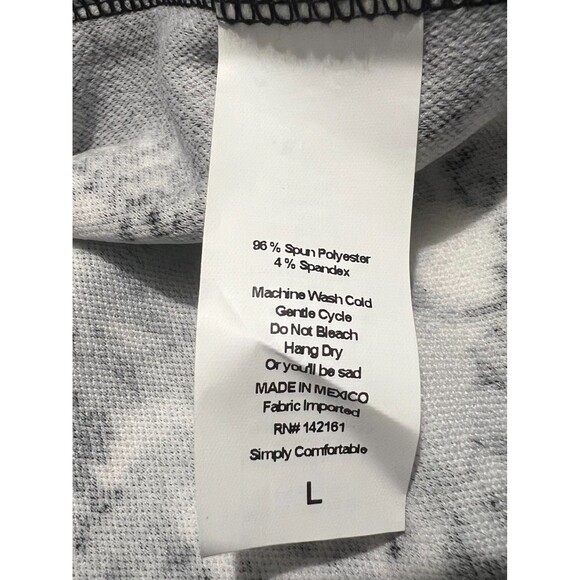 96 % Spun Polyester
4 % Spandex
Machine Wash Cold
Gentle Cycle
Do Not Bleach
Hang Dry
Or you'll be sad
MADE IN MEXICO
Fabric Imported
RN# 142161
Simply Comfortable
L